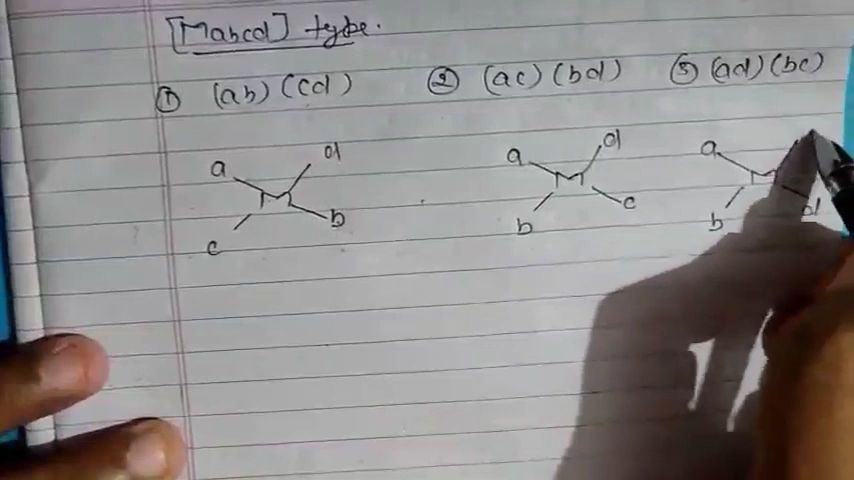 [Mabcd] type.
① (ab) (cd) ② (ac) (bd) ③ (ad) (bc)
a d a d a
M M M
c b b c b d